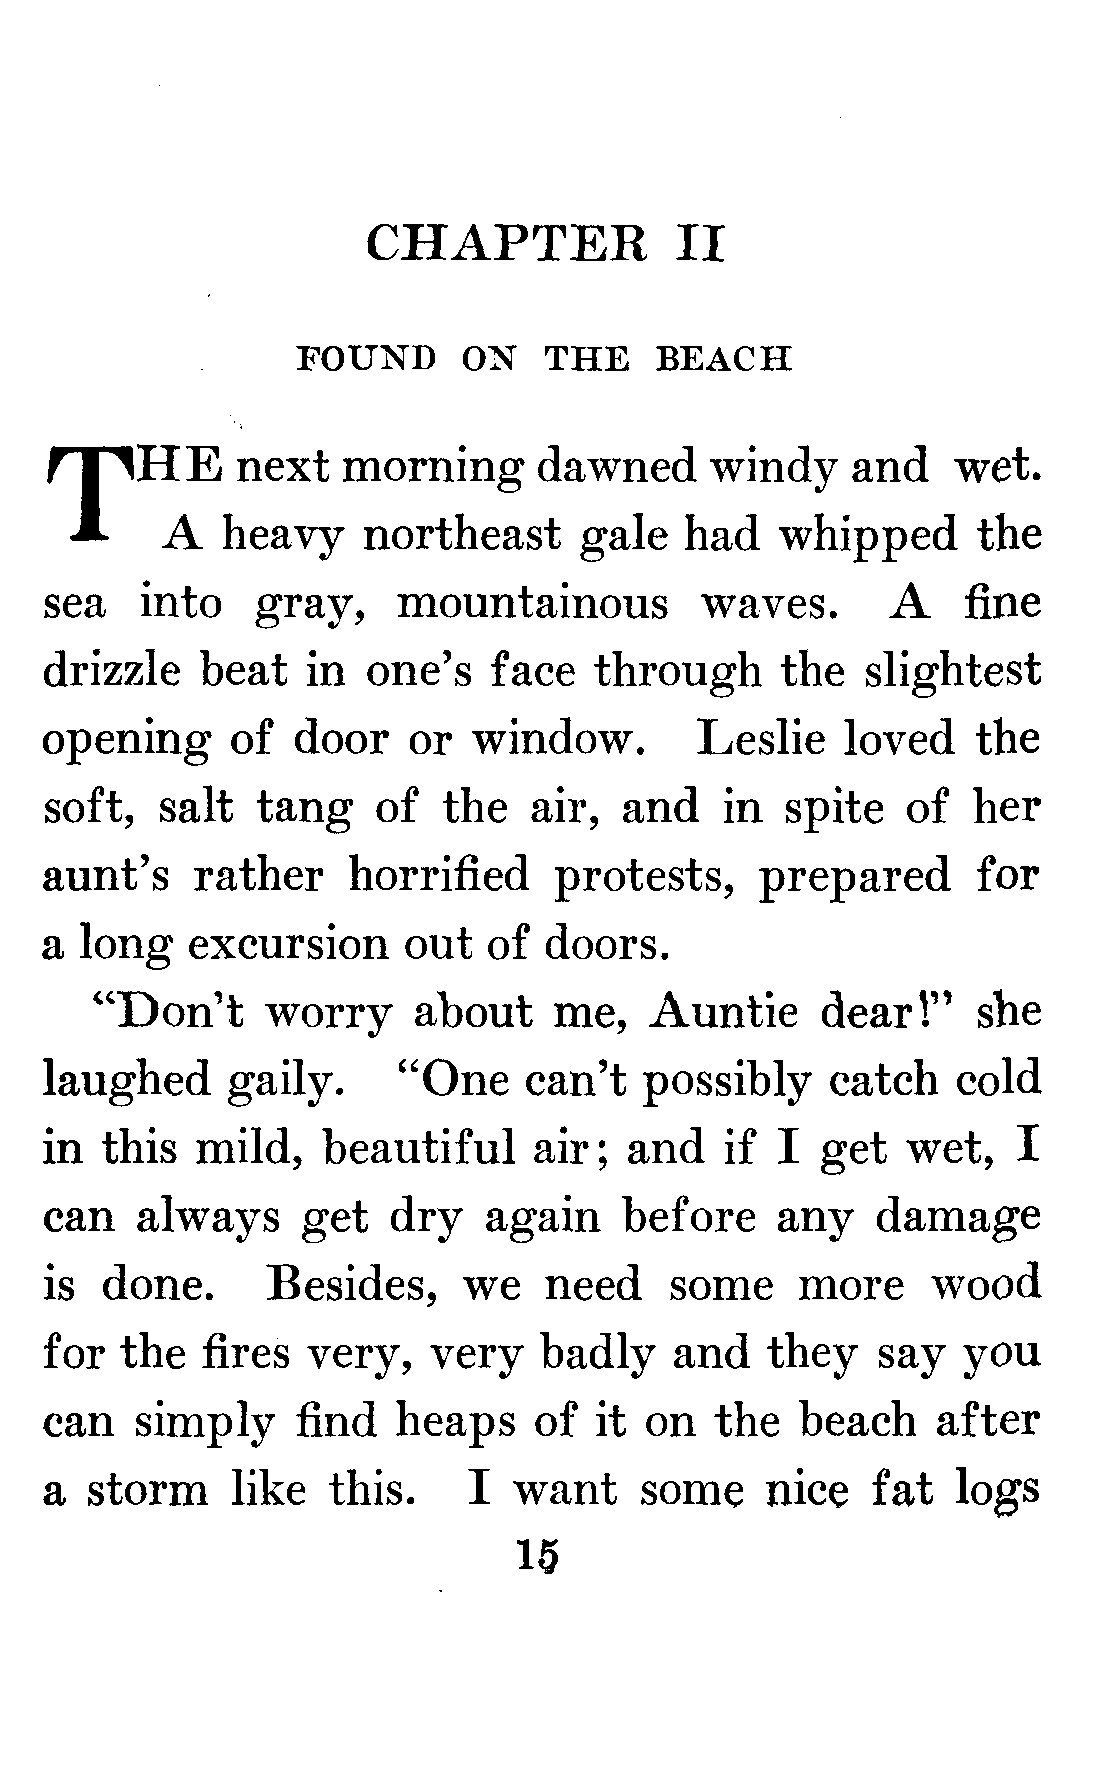 CHAPTER II
FOUND ON THE BEACH
THE next morning dawned windy and wet.
A heavy northeast gale had whipped the
sea into gray, mountainous waves. A fine
drizzle beat in one's face through the slightest
opening of door or window. Leslie loved the
soft, salt tang of the air, and in spite of her
aunt's rather horrified protests, prepared for
a long excursion out of doors.
"Don't worry about me, Auntie dear!" she
laughed gaily. "One can't possibly catch cold
in this mild, beautiful air; and if I get wet, I
can always get dry again before any damage
is done. Besides, we need some more wood
for the fires very, very badly and they say you
can simply find heaps of it on the beach after
a storm like this. I want some nice fat logs
15